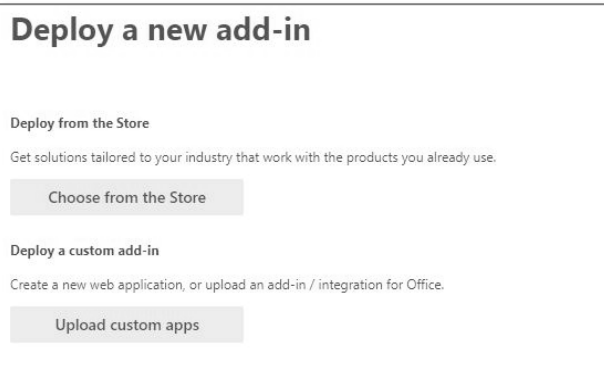 Deploy a new add-in
Deploy from the Store
Get solutions tailored to your industry that work with the products you already use.
Choose from the Store
Deploy a custom add-in
Create a new web application, or upload an add-in / integration for Office.
Upload custom apps